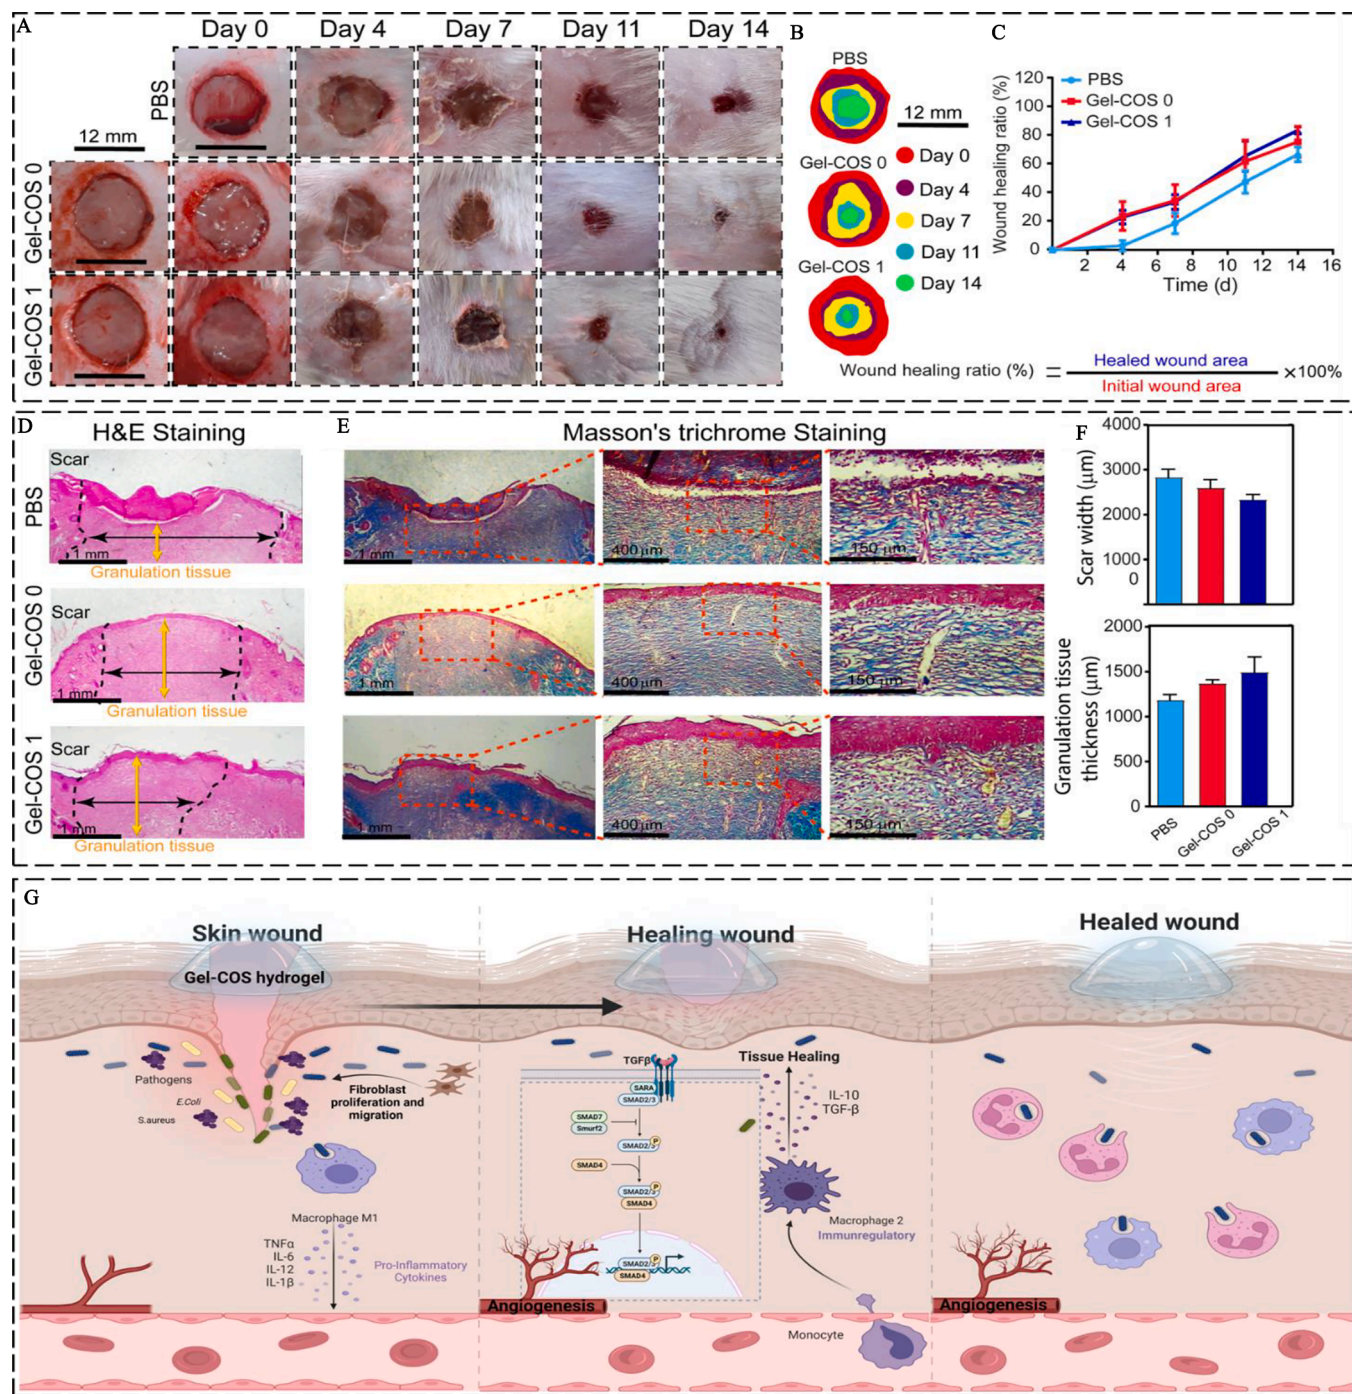 A
Day 0
Day 4
Day 7
Day 11
Day 14
PBS
12 mm
Gel-COS 0
Gel-COS 1
B
PBS
12 mm
Gel-COS 0
Day 0
Day 4
Day 7
Gel-COS 1
Day 11
Day 14
C
Wound healing ratio (%)
120
100
80
60
40
20
0
PBS
Gel-COS 0
Gel-COS 1
2 4 6 8 10 12 14 16
Time (d)
Wound healing ratio (%) = Healed wound area
Initial wound area
×100%
D
H&E Staining
PBS
Scar
1 mm
Granulation tissue
Gel-COS 0
Scar
1 mm
Granulation tissue
Gel-COS 1
Scar
1 mm
Granulation tissue
E
Masson's trichrome Staining
1 mm
400 μm
150 μm
1 mm
400 μm
150 μm
1 mm
400 μm
150 μm
F
Scar width (μm)
4000
3000
2000
1000
0
Granulation tissue
thickness (μm)
2000
1500
1000
500
0
PBS
Gel-COS 0
Gel-COS 1
G
Skin wound
Gel-COS hydrogel
Pathogens
E.Coli
S.aureus
Fibroblast
proliferation and
migration
Macrophage M1
TNFα
IL-6
IL-12
IL-1β
Pro-Inflammatory
Cytokines
Healing wound
TGFβ
SARA
SMAD2/3
SMAD7
Smurf2
P
SMAD2/3
SMAD4
P
SMAD2/3
SMAD4
P
SMAD2/3
SMAD4
Angiogenesis
Tissue Healing
IL-10
TGF-β
Macrophage 2
Immunregulatory
Monocyte
Healed wound
Angiogenesis